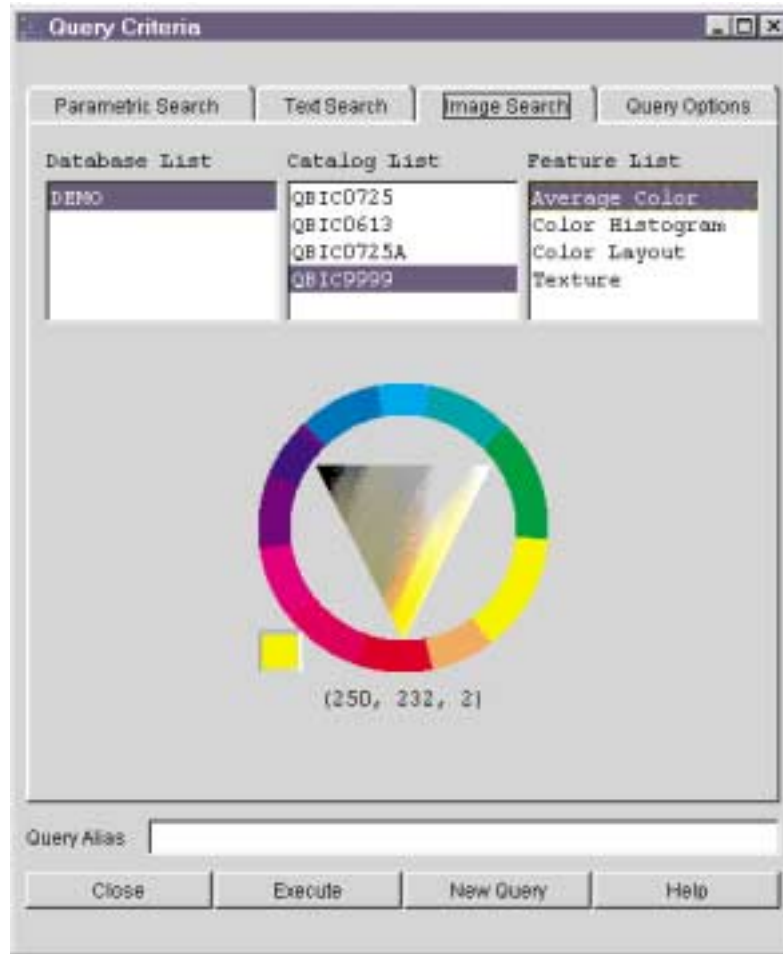 Query Criteria
Parametric Search
Text Search
Image Search
Query Options
Database List
Catalog List
Feature List
DEMO
QBIC0725
QBIC0613
QBIC0725A
QBIC9999
Average Color
Color Histogram
Color Layout
Texture
(250, 232, 2)
Query Alias
Close
Execute
New Query
Help